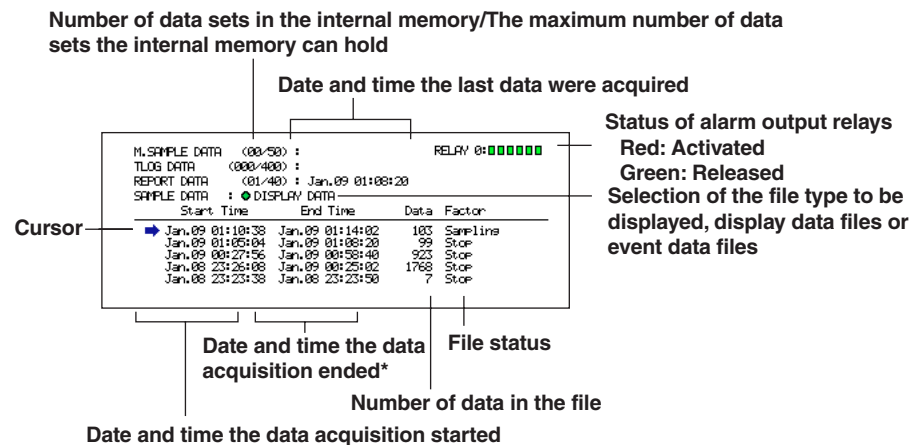 Number of data sets in the internal memory/The maximum number of data
sets the internal memory can hold
Date and time the last data were acquired
Status of alarm output relays
Red: Activated
Green: Released
Selection of the file type to be
displayed, display data files or
event data files
M.SAMPLE DATA (00/50) : RELAY 0:
TLOG DATA (000/400) :
REPORT DATA (01/40) : Jan.09 01:08:20
SAMPLE DATA : DISPLAY DATA
Start Time End Time Data Factor
Cursor
Jan.09 01:10:38 Jan.09 01:14:02 103 Sampling
Jan.09 01:05:04 Jan.09 01:08:20 99 Stop
Jan.09 00:27:56 Jan.09 00:58:40 923 Stop
Jan.08 23:26:08 Jan.09 00:25:02 1768 Stop
Jan.08 23:23:38 Jan.08 23:23:50 7 Stop
Date and time the data
acquisition ended*
File status
Number of data in the file
Date and time the data acquisition started